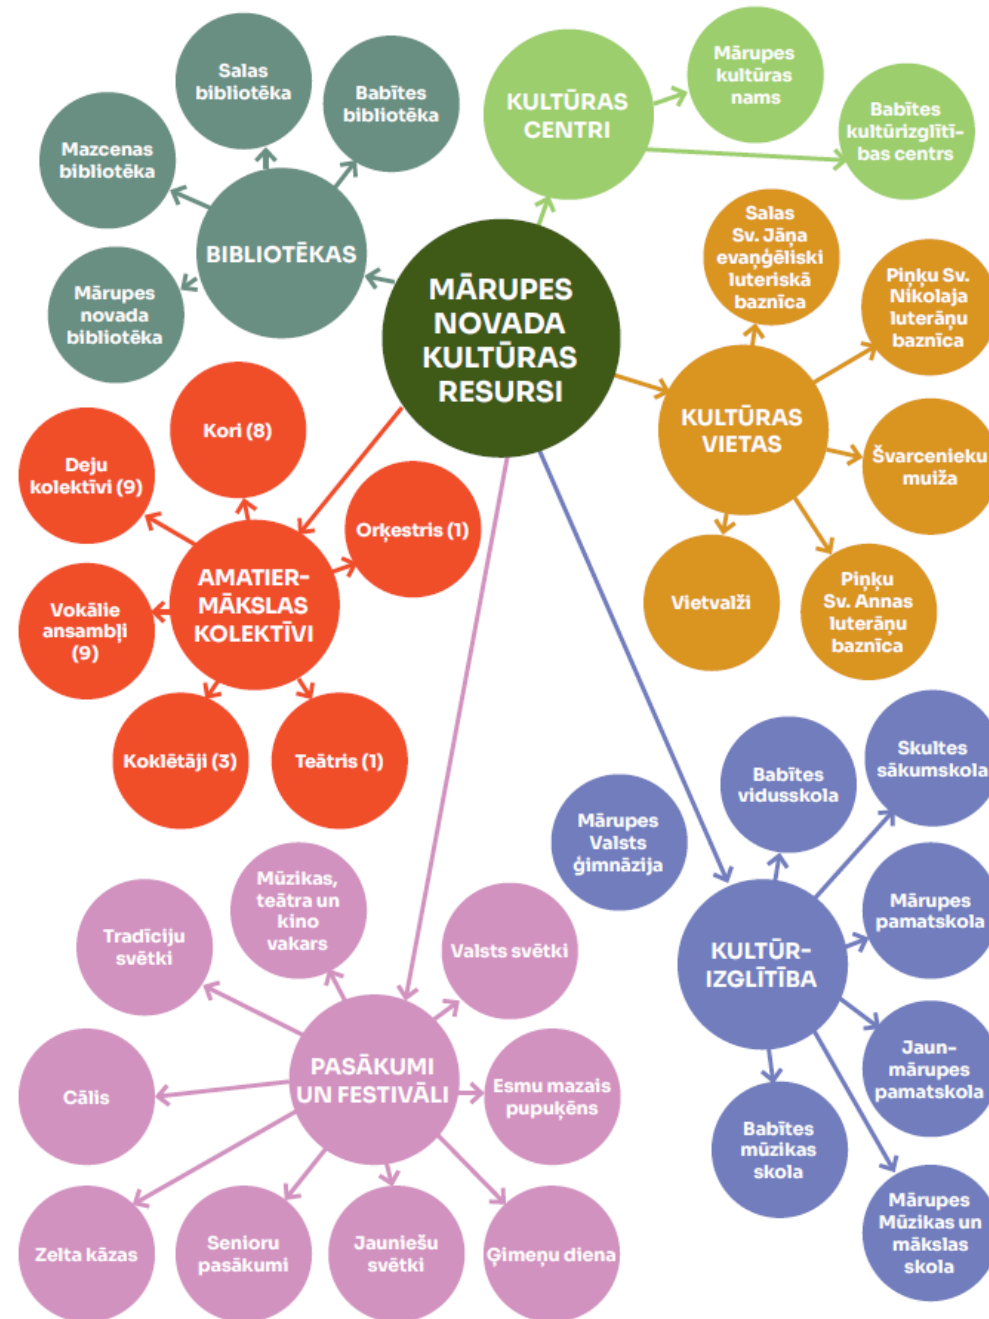 MĀRUPES
NOVADA
KULTŪRAS
RESURSI
BIBLIOTĒKAS
Salas
bibliotēka
Babītes
bibliotēka
Mazcenas
bibliotēka
Mārupes
novada
bibliotēka
KULTŪRAS
CENTRI
Mārupes
kultūras
nams
Babītes
kultūrizglītī-
bas centrs
KULTŪRAS
VIETAS
Salas
Sv. Jāņa
evaņģēliski
luteriskā
baznīca
Piņķu Sv.
Nikolaja
luterāņu
baznīca
Švarcenieku
muiža
Piņķu
Sv. Annas
luterāņu
baznīca
Vietvalži
AMATIER-
MĀKSLAS
KOLEKTĪVI
Kori (8)
Deju
kolektīvi (9)
Orķestris (1)
Vokālie
ansambļi
(9)
Koklētāji (3)
Teātris (1)
KULTŪR-
IZGLĪTĪBA
Mārupes
Valsts
ģimnāzija
Babītes
vidusskola
Skultes
sākumskola
Mārupes
pamatskola
Jaun-
mārupes
pamatskola
Mārupes
Mūzikas un
mākslas
skola
Babītes
mūzikas
skola
PASĀKUMI
UN FESTIVĀLI
Mūzikas,
teātra un
kino
vakars
Tradīciju
svētki
Valsts svētki
Cālis
Esmu mazais
pupuķēns
Zelta kāzas
Senioru
pasākumi
Jauniešu
svētki
Ģimeņu diena